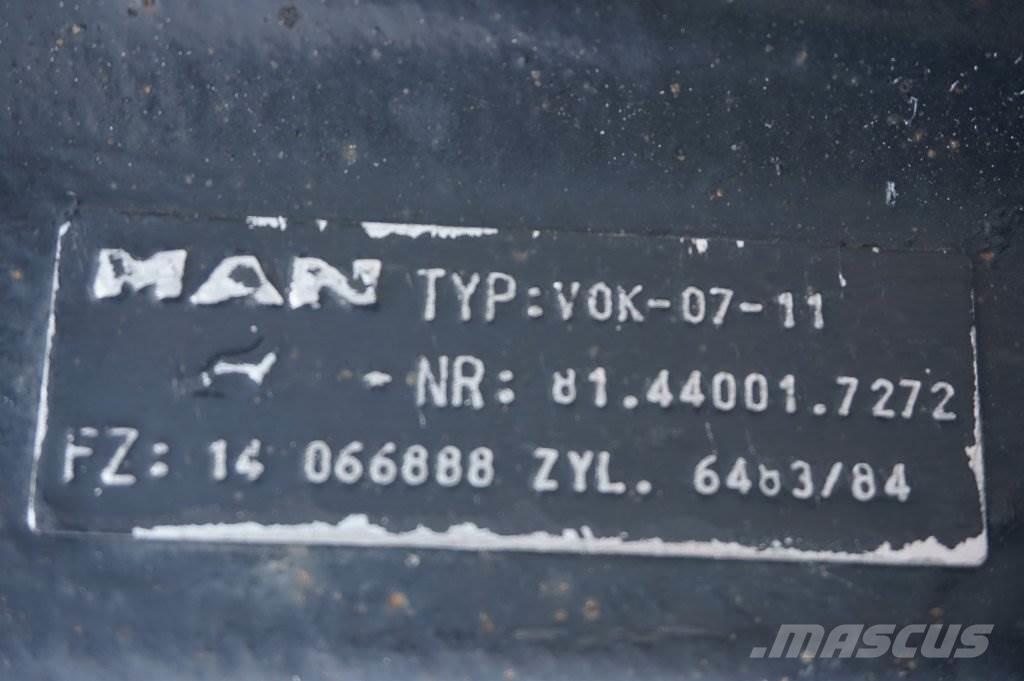 MAN TYP: VOK-07-11
-NR: 81.44001.7272
FZ: 14 066888 ZYL. 6483/84
MASCUS